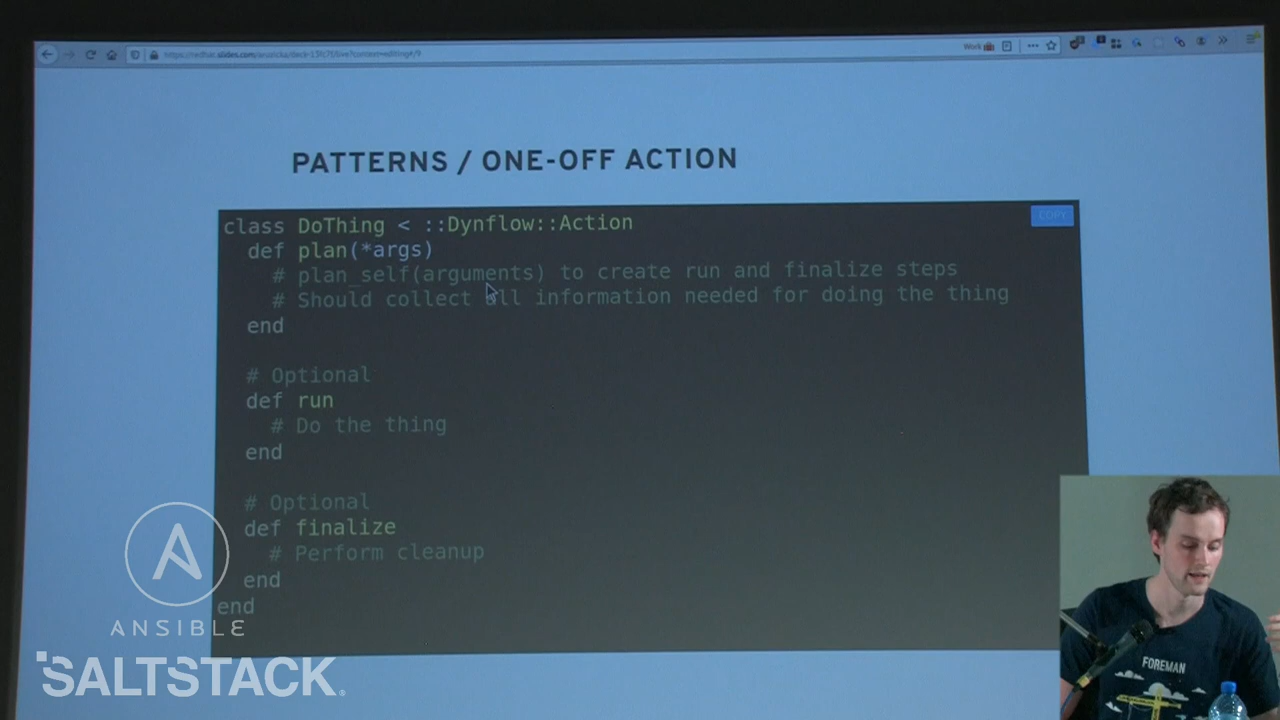 Work
PATTERNS / ONE-OFF ACTION
COPY
class DoThing < ::Dynflow::Action
def plan(*args)
# plan_self(arguments) to create run and finalize steps
# Should collect all information needed for doing the thing
end
# Optional
def run
# Do the thing
end
# Optional
def finalize
# Perform cleanup
end
end
ANSIBLE
SALTSTACK
FOREMAN